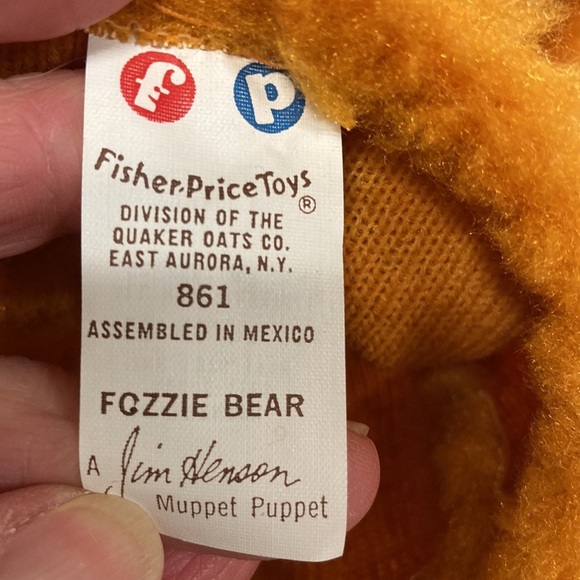 f p
Fisher-Price Toys ®
DIVISION OF THE
QUAKER OATS CO.
EAST AURORA, N.Y.
861
ASSEMBLED IN MEXICO
FOZZIE BEAR
A Jim Henson
Muppet Puppet